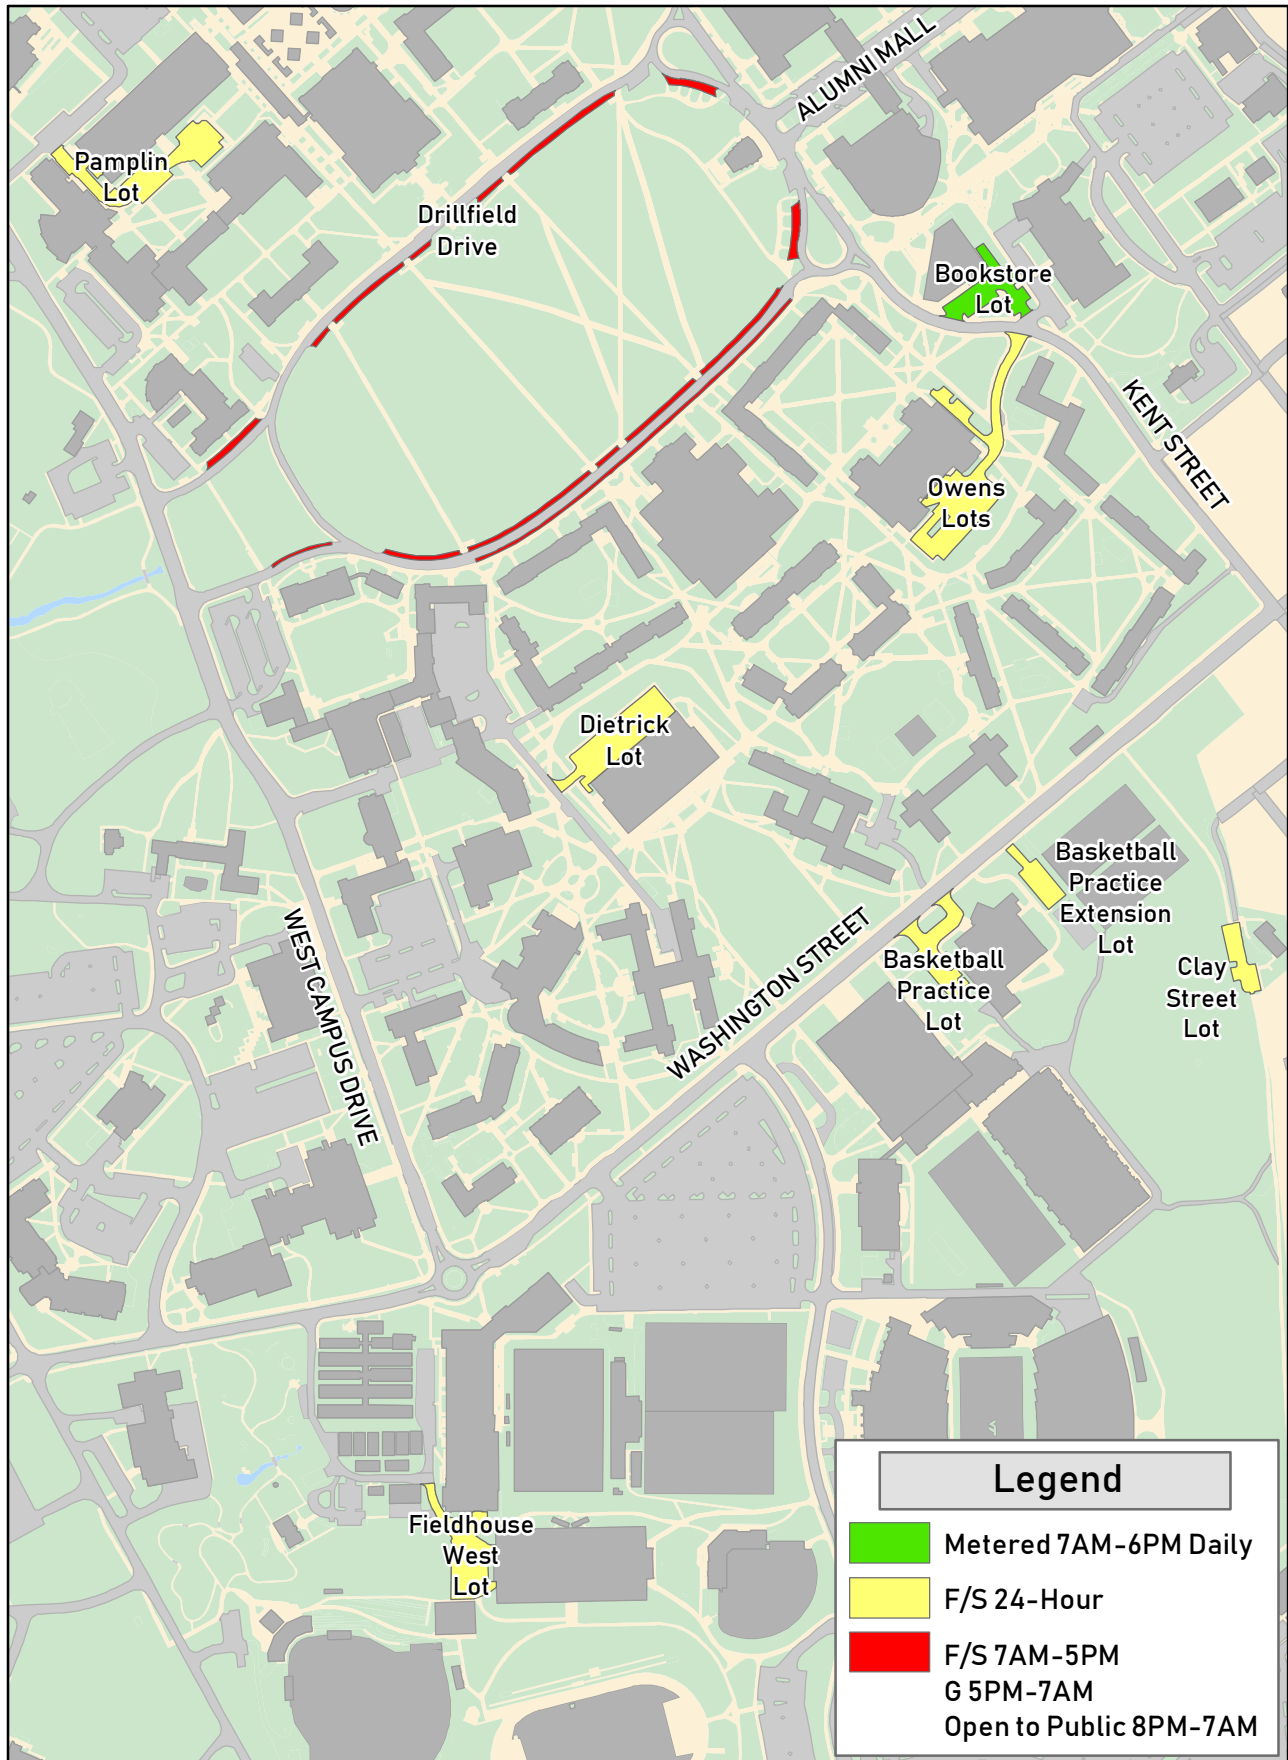 ALUMNI MALL
Pamplin
Lot
Drillfield
Drive
Bookstore
Lot
KENT STREET
Owens
Lots
Dietrick
Lot
Basketball
Practice
Extension
Lot
WEST CAMPUS DRIVE
WASHINGTON STREET
Basketball
Practice
Lot
Clay
Street
Lot
Fieldhouse
West
Lot
Legend
Metered 7AM-6PM Daily
F/S 24-Hour
F/S 7AM-5PM
G 5PM-7AM
Open to Public 8PM-7AM